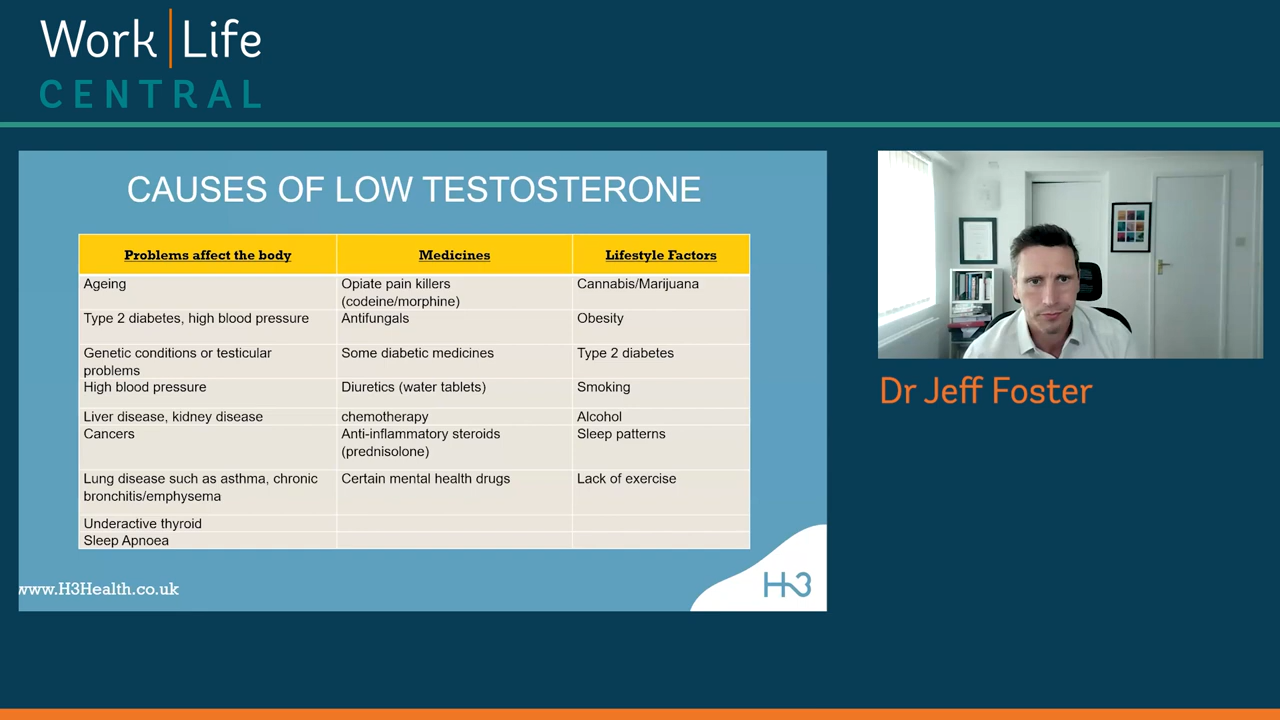 Work Life
CENTRAL
CAUSES OF LOW TESTOSTERONE
Problems affect the body
Medicines
Lifestyle Factors
Ageing
Opiate pain killers
(codeine/morphine)
Cannabis/Marijuana
Type 2 diabetes, high blood pressure
Antifungals
Obesity
Genetic conditions or testicular
problems
Some diabetic medicines
Type 2 diabetes
High blood pressure
Diuretics (water tablets)
Smoking
Liver disease, kidney disease
chemotherapy
Alcohol
Cancers
Anti-inflammatory steroids
(prednisolone)
Sleep patterns
Lung disease such as asthma, chronic
bronchitis/emphysema
Certain mental health drugs
Lack of exercise
Underactive thyroid
Sleep Apnoea
www.H3Health.co.uk
H3
Dr Jeff Foster